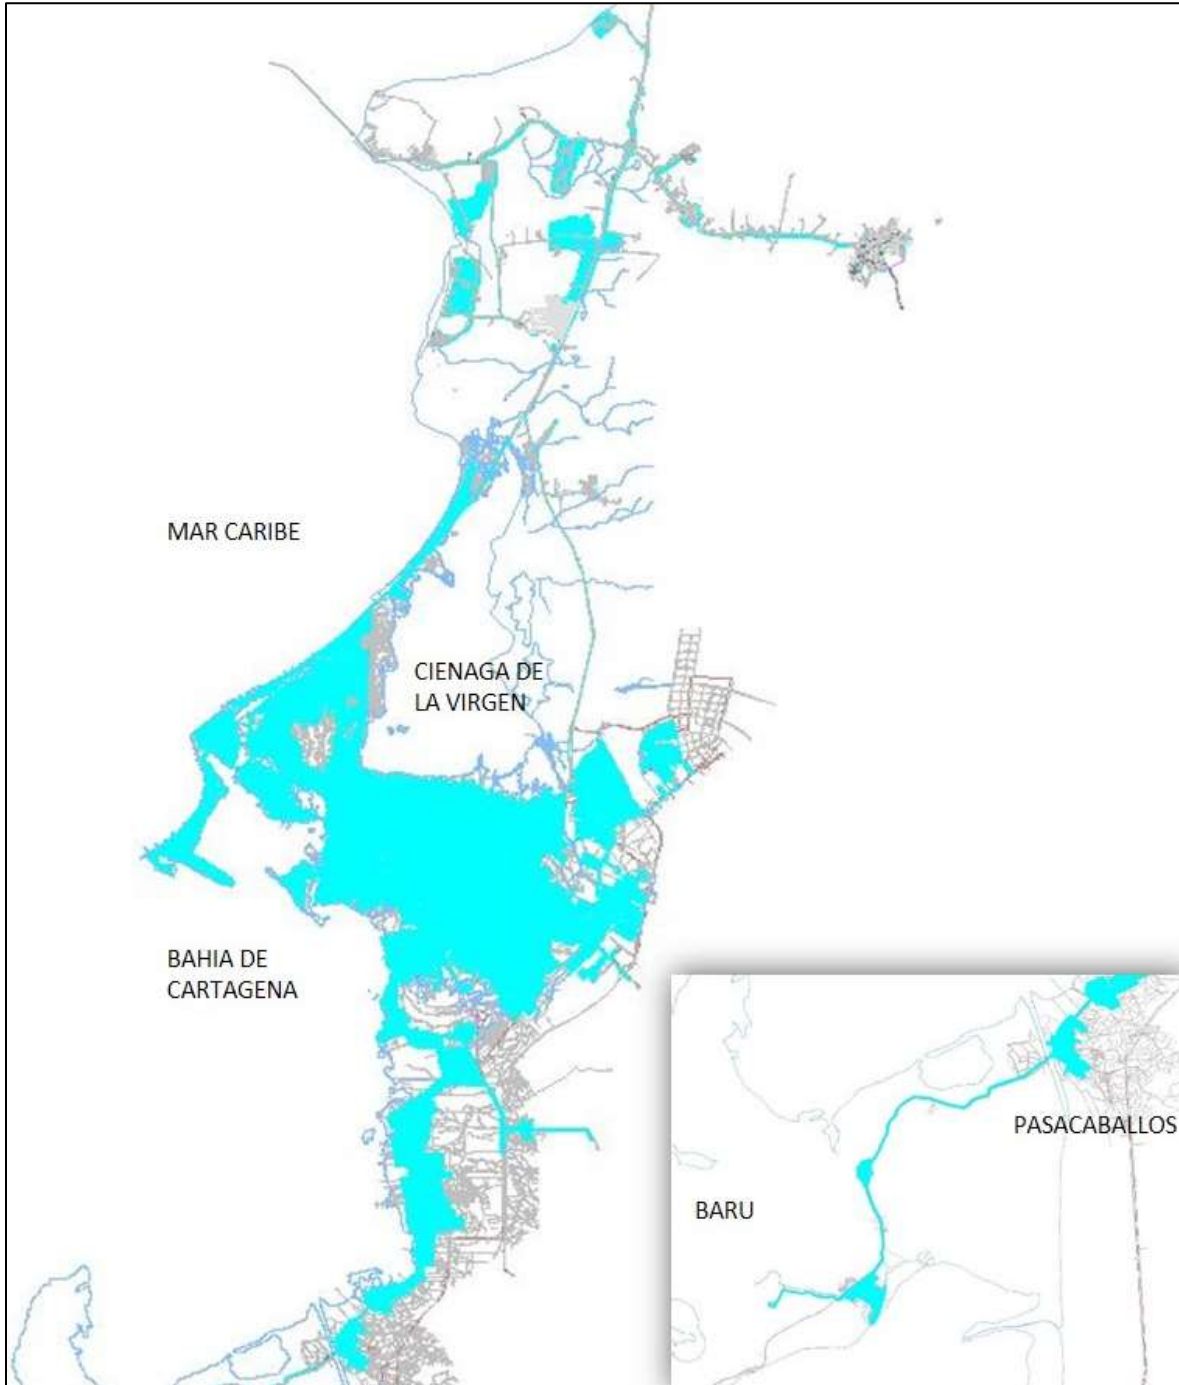 MAR CARIBE
CIENAGA DE
LA VIRGEN
BAHIA DE
CARTAGENA
PASACABALLOS
BARU